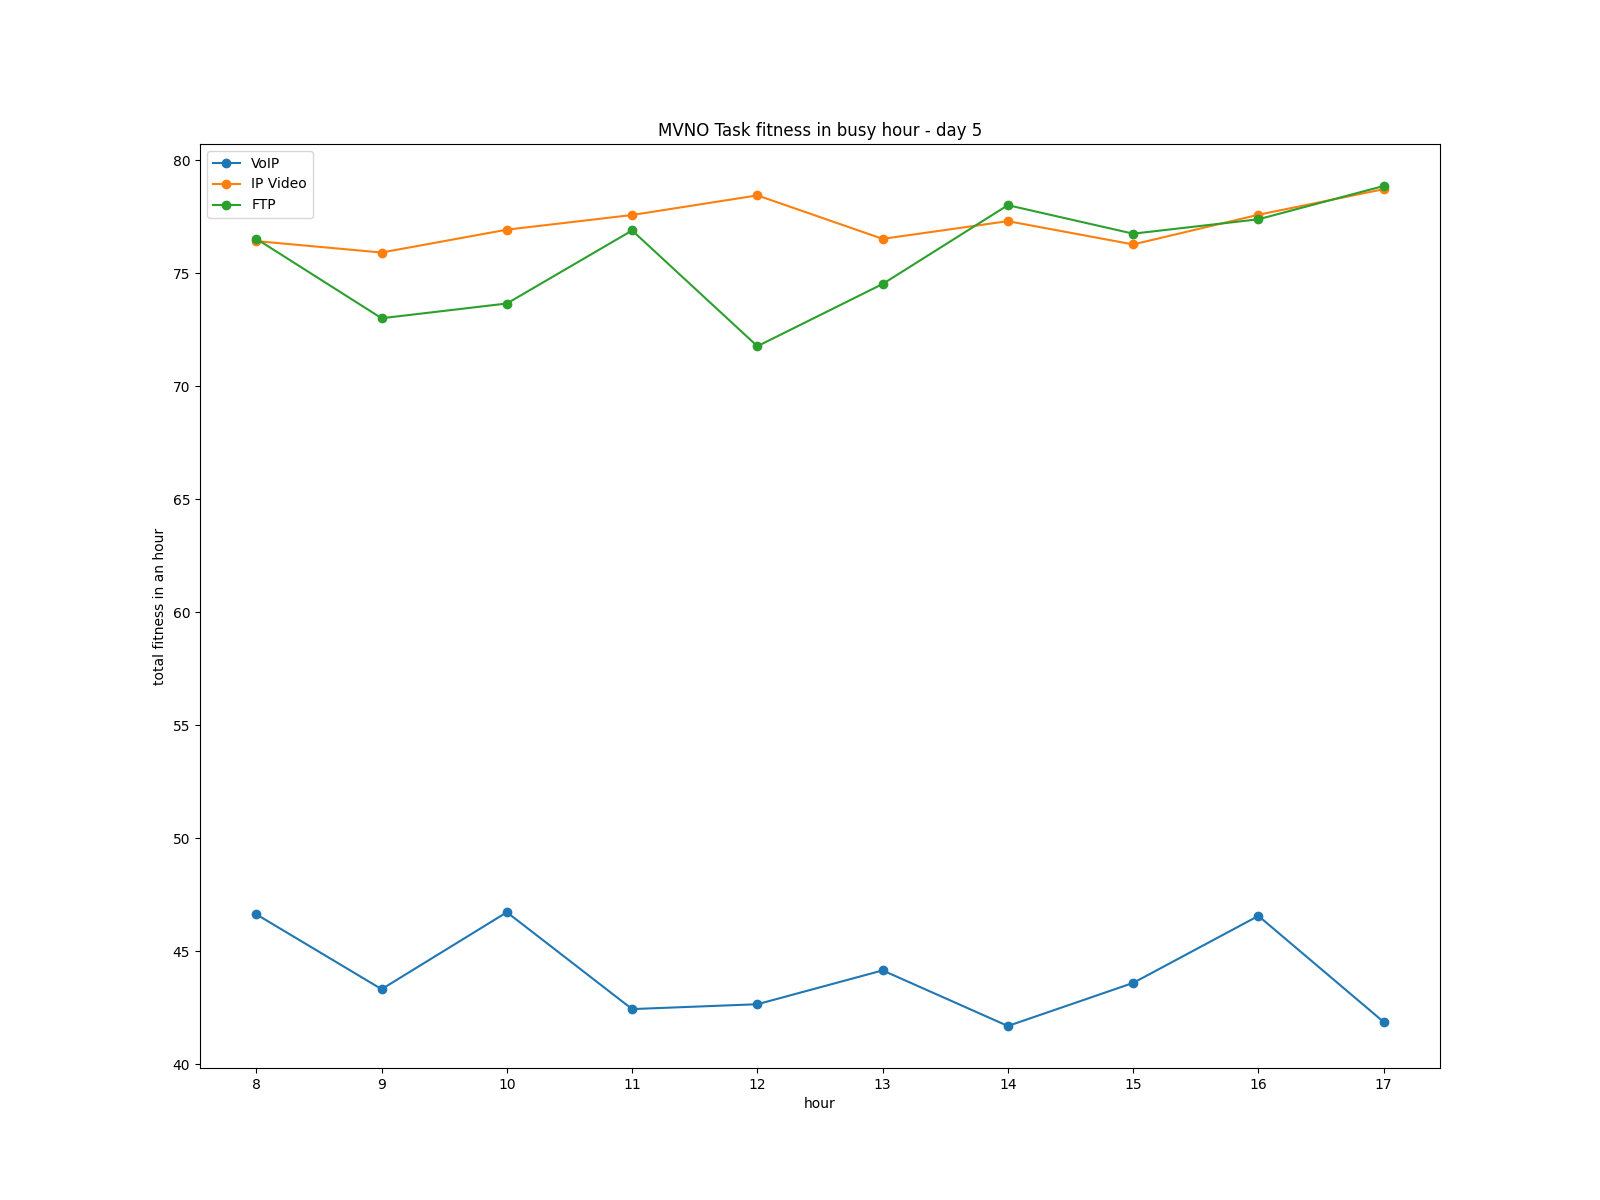 MVNO Task fitness in busy hour - day 5
VoIP
IP Video
FTP
80
75
70
65
60
55
50
45
40
total fitness in an hour
8 9 10 11 12 13 14 15 16 17
hour